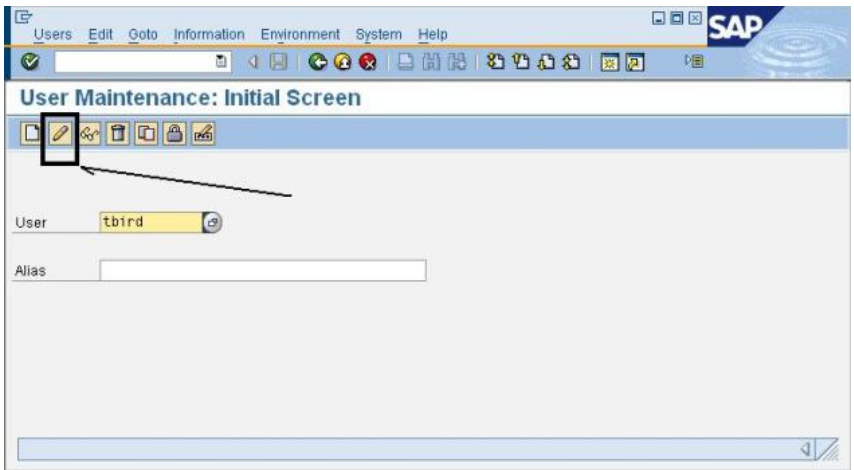 Users Edit Goto Information Environment System Help
SAP
User Maintenance: Initial Screen
User tbird
Alias